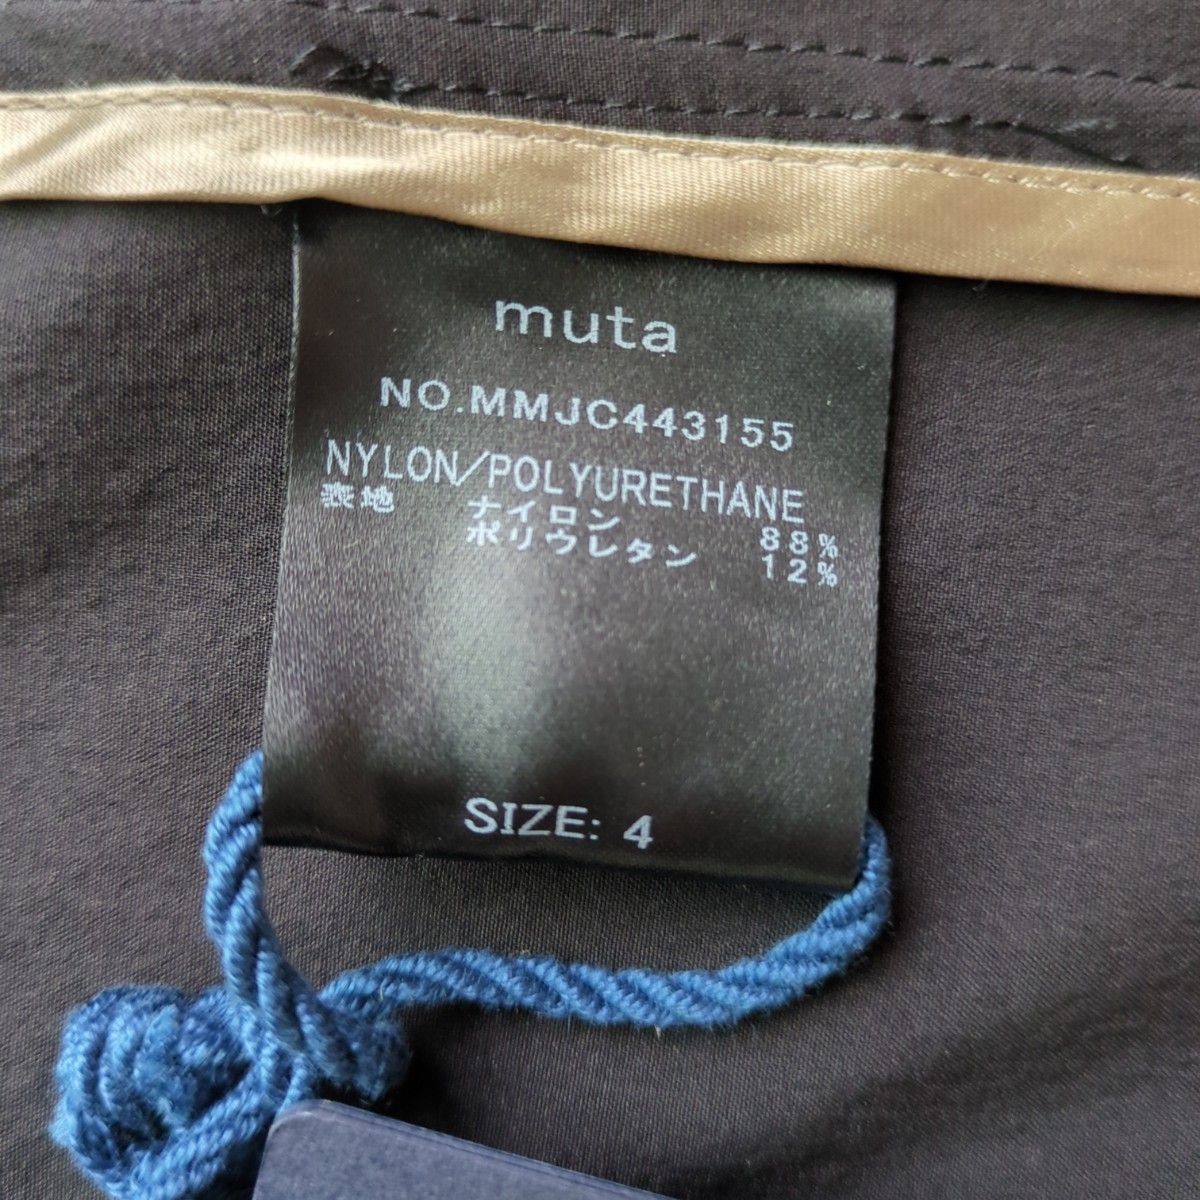 muta
NO.MMJC443155
NYLON/POLYURETHANE
表地 ナイロン 88%
ポリウレタン 12%
SIZE: 4